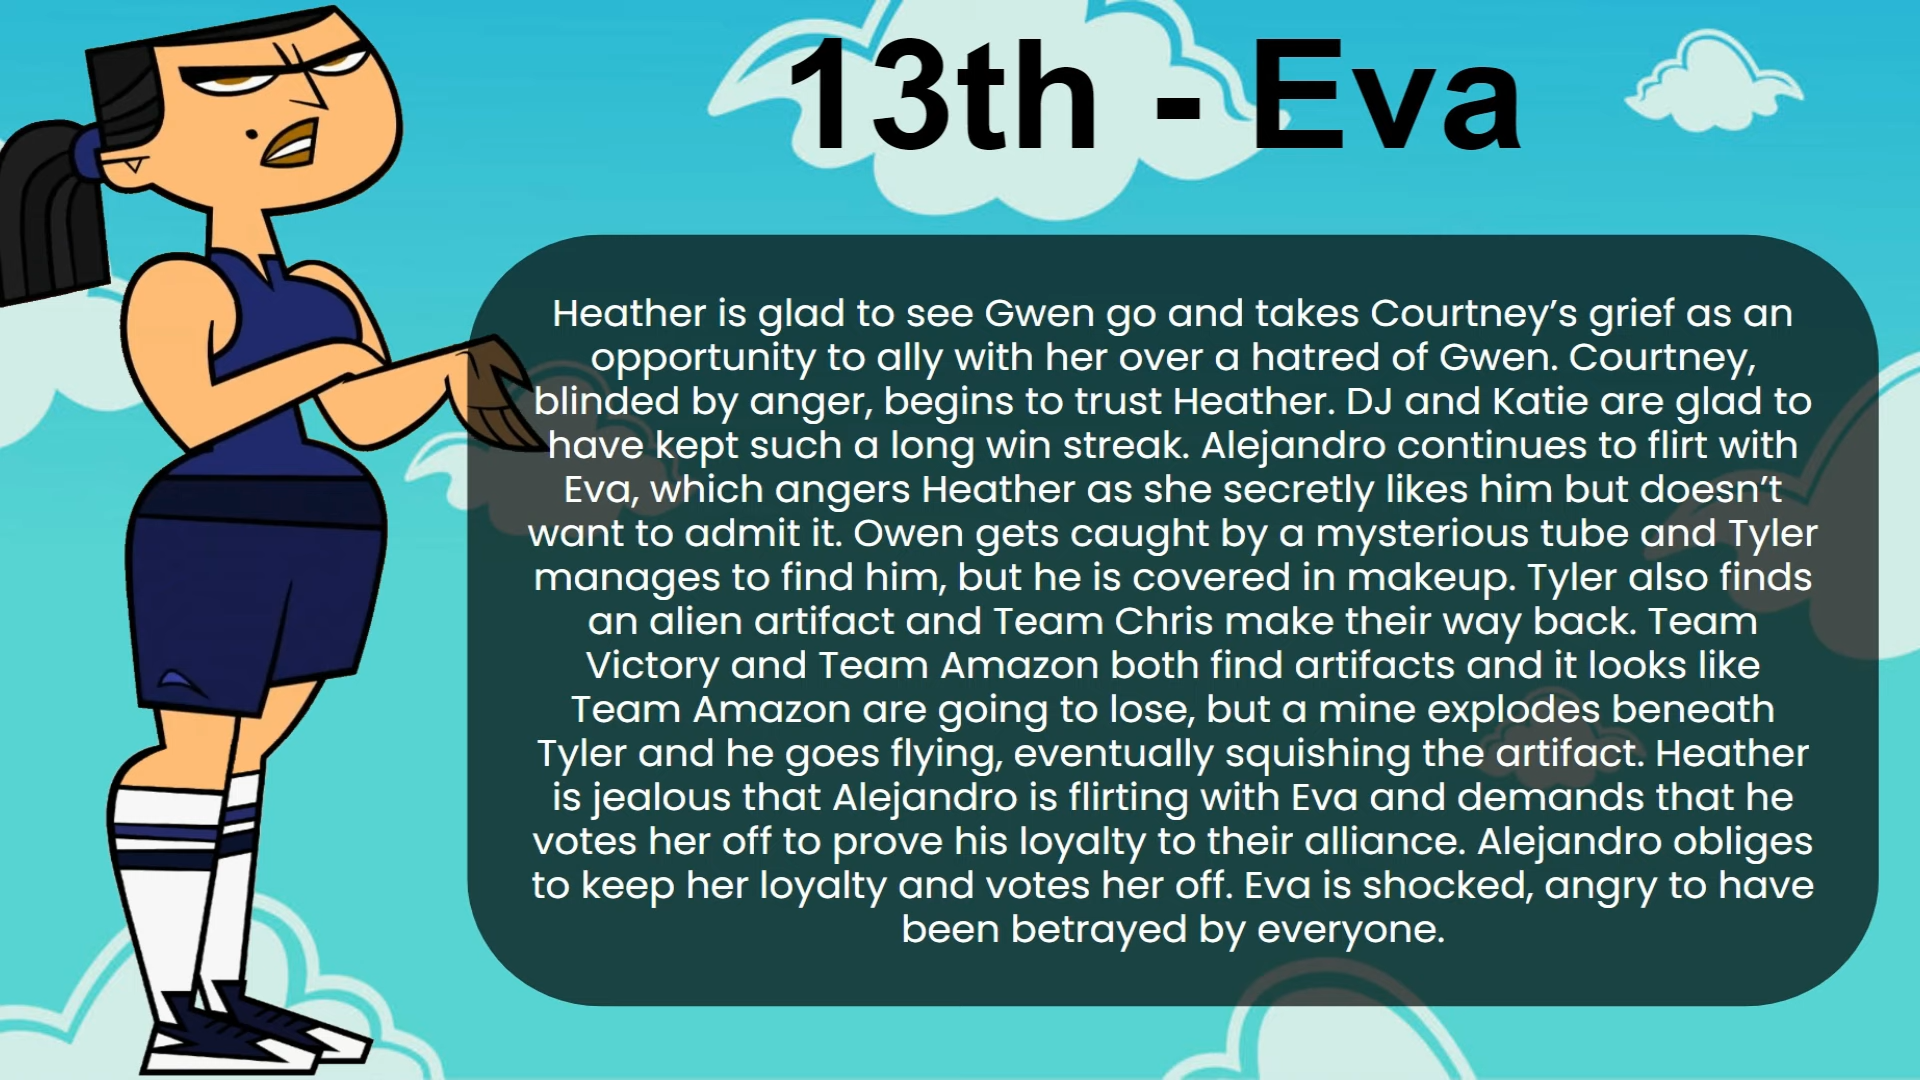 13th - Eva
Heather is glad to see Gwen go and takes Courtney’s grief as an
opportunity to ally with her over a hatred of Gwen. Courtney,
blinded by anger, begins to trust Heather. DJ and Katie are glad to
have kept such a long win streak. Alejandro continues to flirt with
Eva, which angers Heather as she secretly likes him but doesn’t
want to admit it. Owen gets caught by a mysterious tube and Tyler
manages to find him, but he is covered in makeup. Tyler also finds
an alien artifact and Team Chris make their way back. Team
Victory and Team Amazon both find artifacts and it looks like
Team Amazon are going to lose, but a mine explodes beneath
Tyler and he goes flying, eventually squishing the artifact. Heather
is jealous that Alejandro is flirting with Eva and demands that he
votes her off to prove his loyalty to their alliance. Alejandro obliges
to keep her loyalty and votes her off. Eva is shocked, angry to have
been betrayed by everyone.